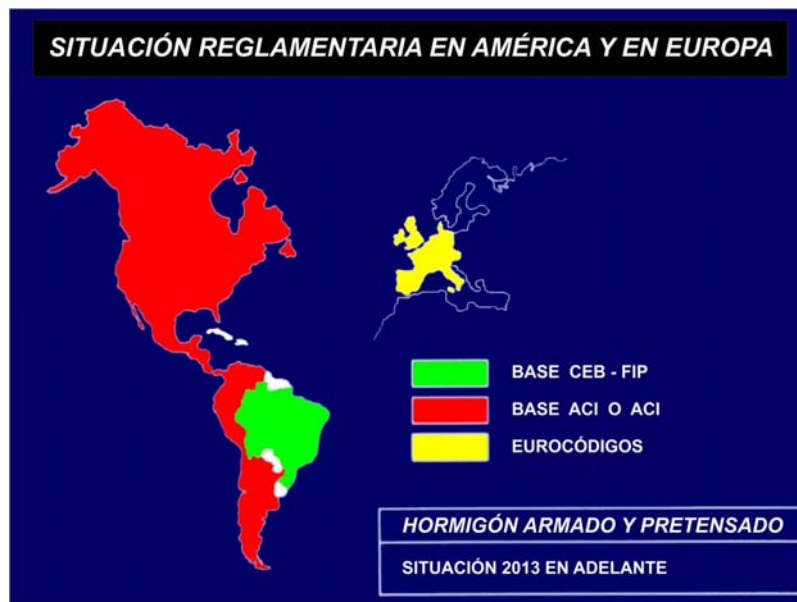 SITUACIÓN REGLAMENTARIA EN AMÉRICA Y EN EUROPA
BASE CEB - FIP
BASE ACI O ACI
EUROCÓDIGOS
HORMIGÓN ARMADO Y PRETENSADO
SITUACIÓN 2013 EN ADELANTE